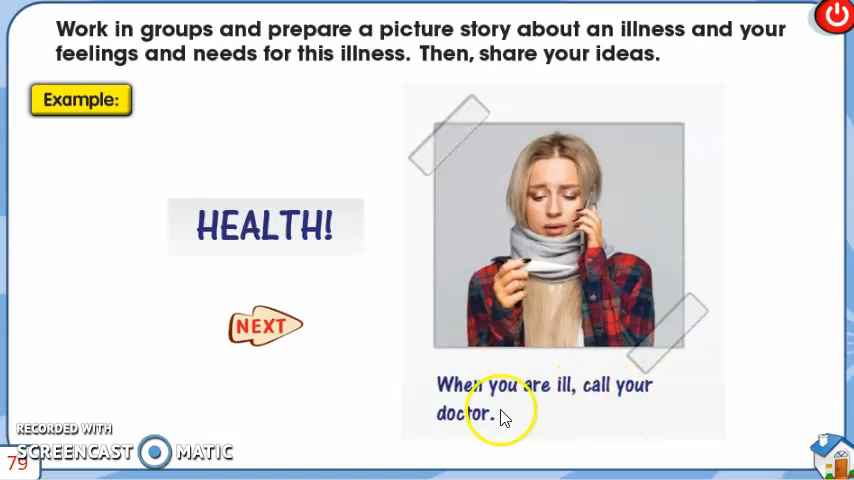 Work in groups and prepare a picture story about an illness and your
feelings and needs for this illness. Then, share your ideas.
Example:
HEALTH!
NEXT
When you are ill, call your
doctor.
RECORDED WITH
SCREENCAST MATIC
79